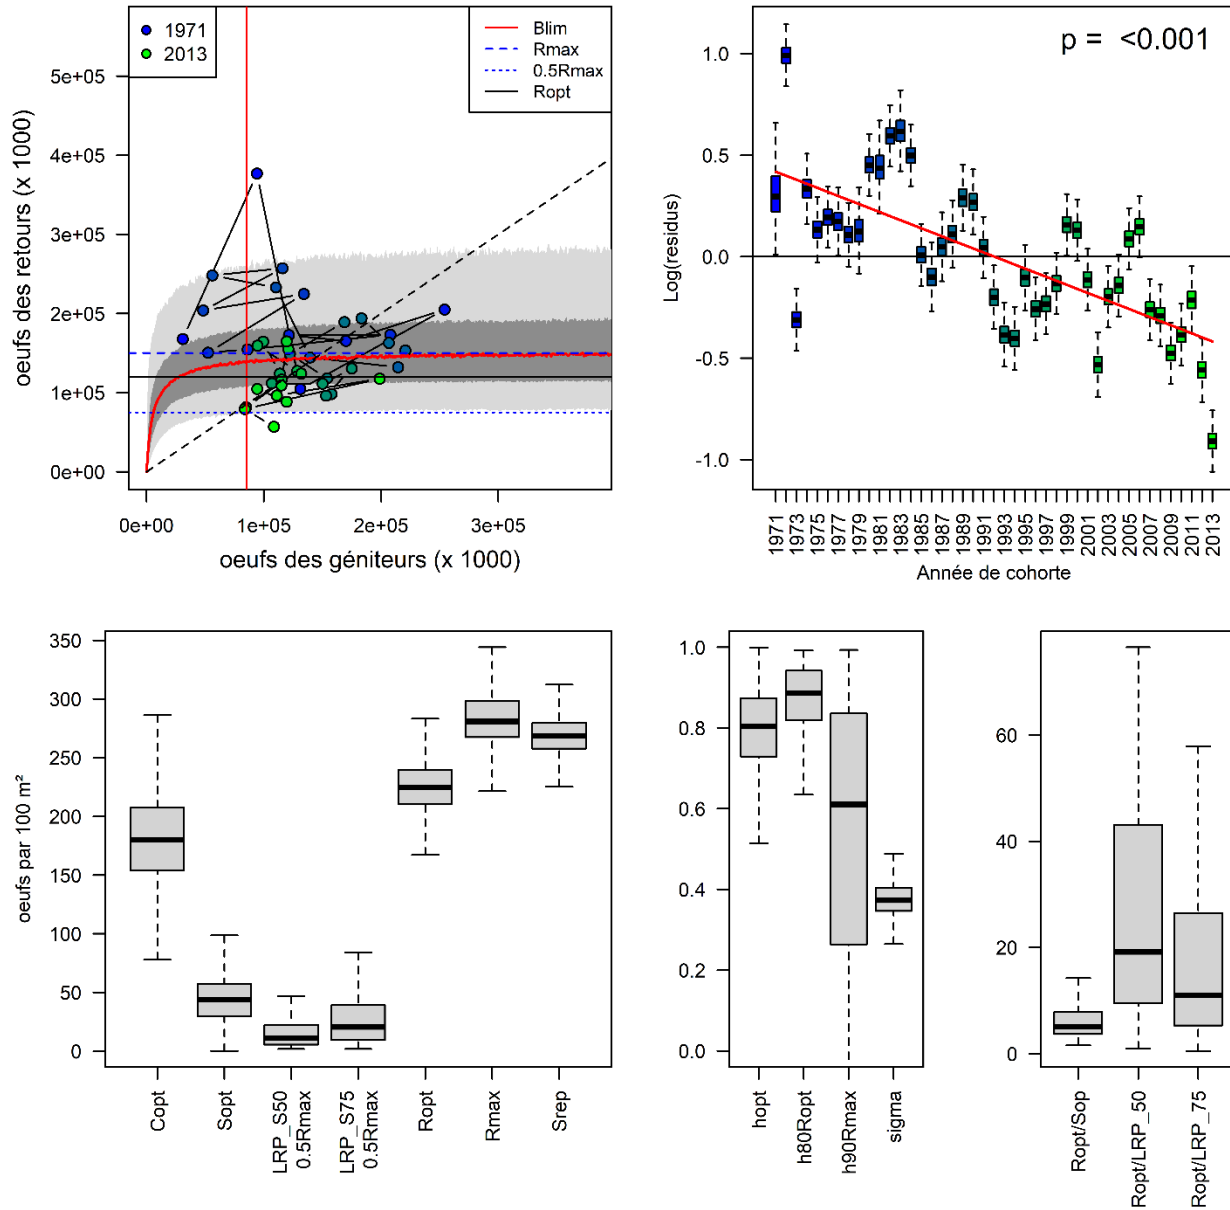 1971
2013
Blim
Rmax
0.5Rmax
Ropt
5e+05
4e+05
3e+05
2e+05
1e+05
0e+00
oeufs des retours (x 1000)
0e+00
1e+05
2e+05
3e+05
oeufs des géniteurs (x 1000)
p = <0.001
1.0
0.5
0.0
-0.5
-1.0
Log(residus)
1971
1973
1975
1977
1979
1981
1983
1985
1987
1989
1991
1993
1995
1997
1999
2001
2003
2005
2007
2009
2011
2013
Année de cohorte
350
300
250
200
150
100
50
0
oeufs par 100 m²
Copt
Sopt
LRP_S50
0.5Rmax
LRP_S75
0.5Rmax
Ropt
Rmax
Srep
1.0
0.8
0.6
0.4
0.2
0.0
hopt
h80Ropt
h90Rmax
sigma
60
40
20
0
Ropt/Sop
Ropt/LRP_50
Ropt/LRP_75